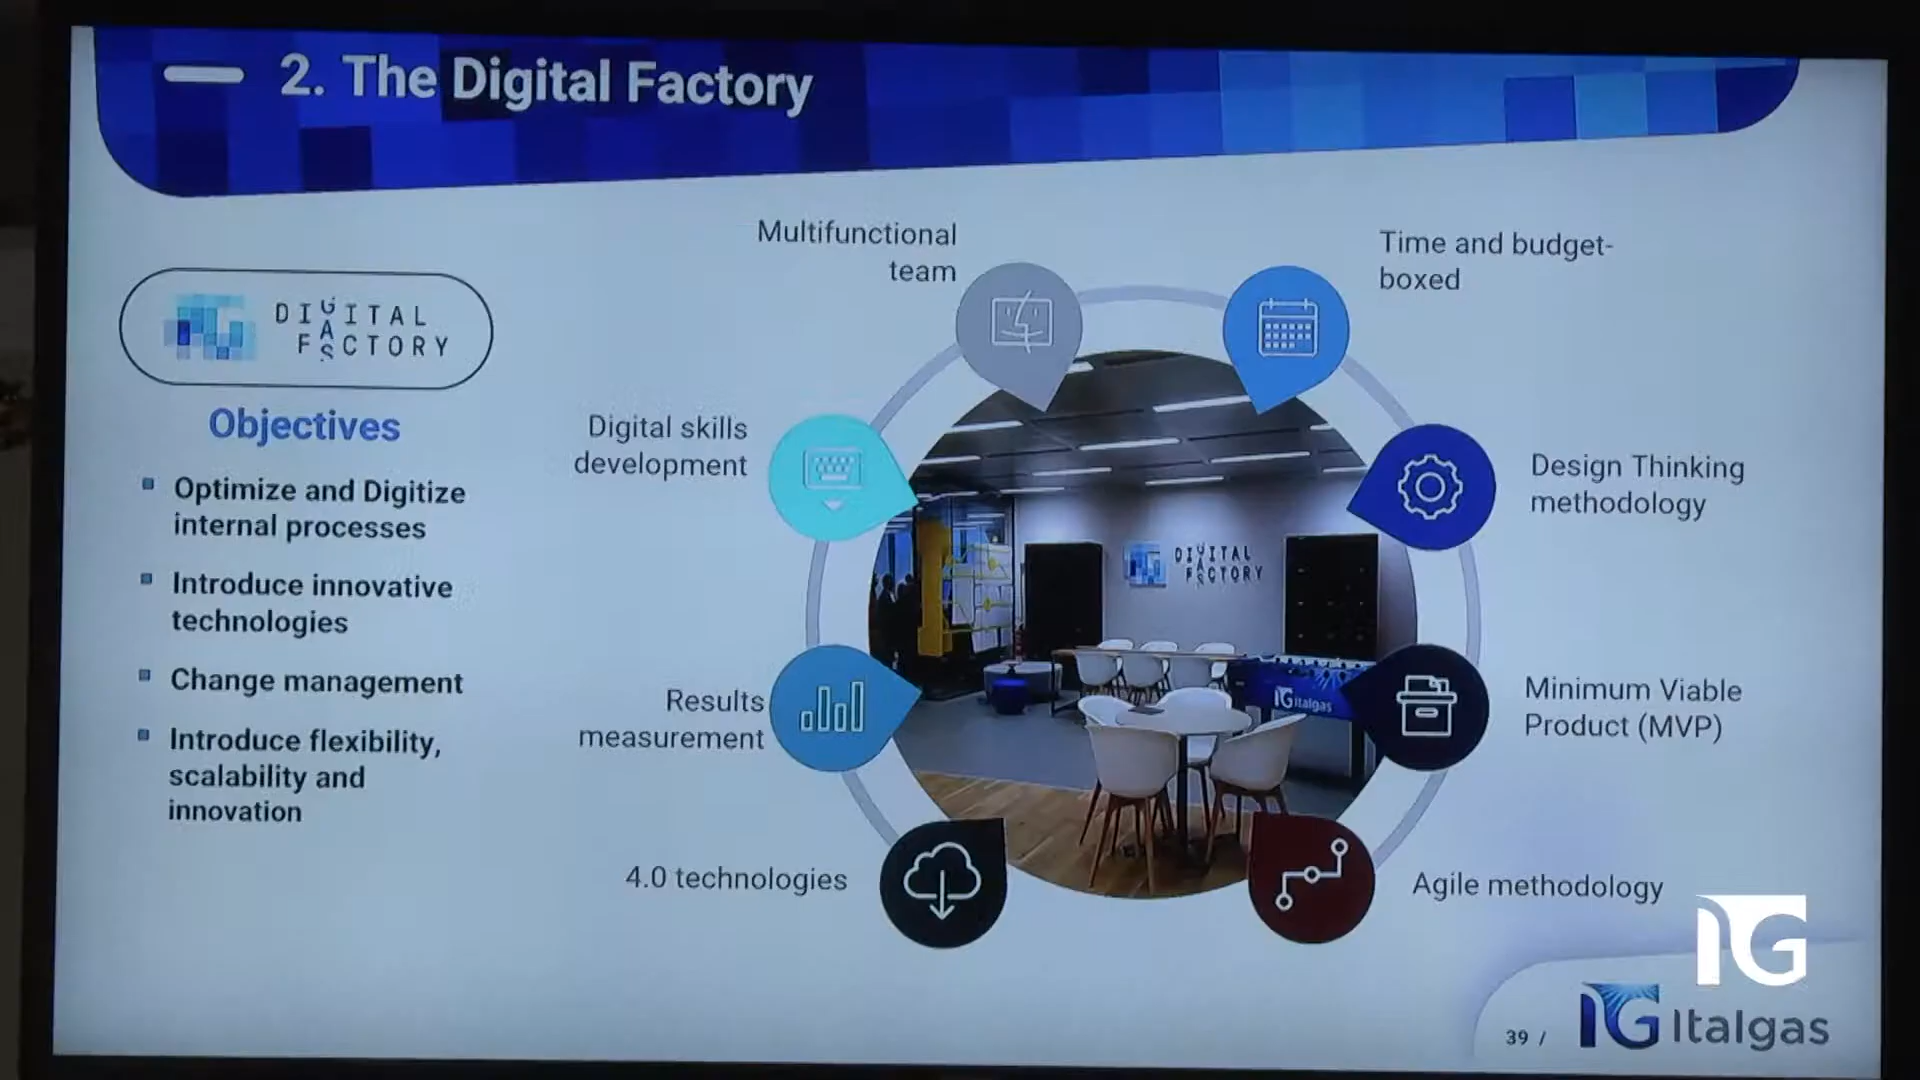 2. The Digital Factory
DIGITAL
FACTORY
GAS
Objectives
Optimize and Digitize
internal processes
Introduce innovative
technologies
Change management
Introduce flexibility,
scalability and
innovation
Multifunctional
team
Time and budget-
boxed
Digital skills
development
Design Thinking
methodology
Results
measurement
Minimum Viable
Product (MVP)
4.0 technologies
Agile methodology
DIGITAL
FACTORY
IG italgas
IG
39 /
IG Italgas